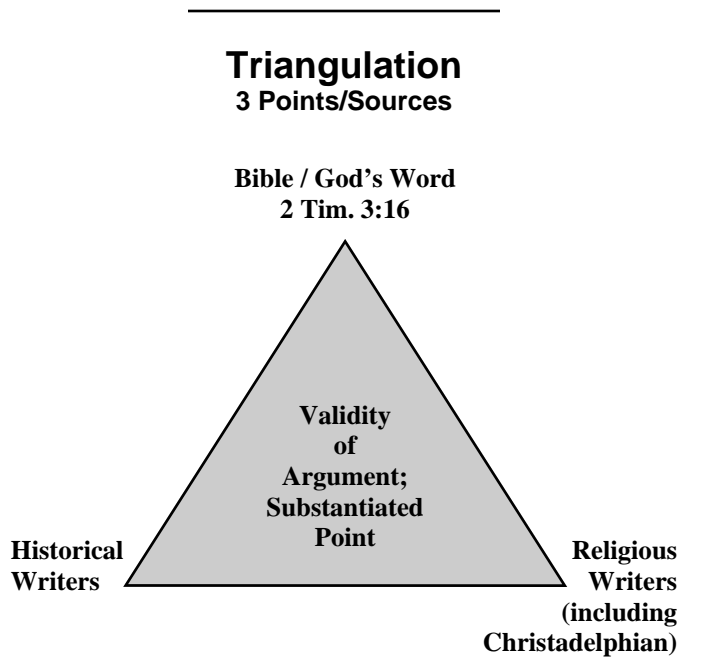 Triangulation
3 Points/Sources
Bible / God's Word
2 Tim. 3:16
Validity
of
Argument;
Substantiated
Point
Historical
Writers
Religious
Writers
(including
Christadelphian)